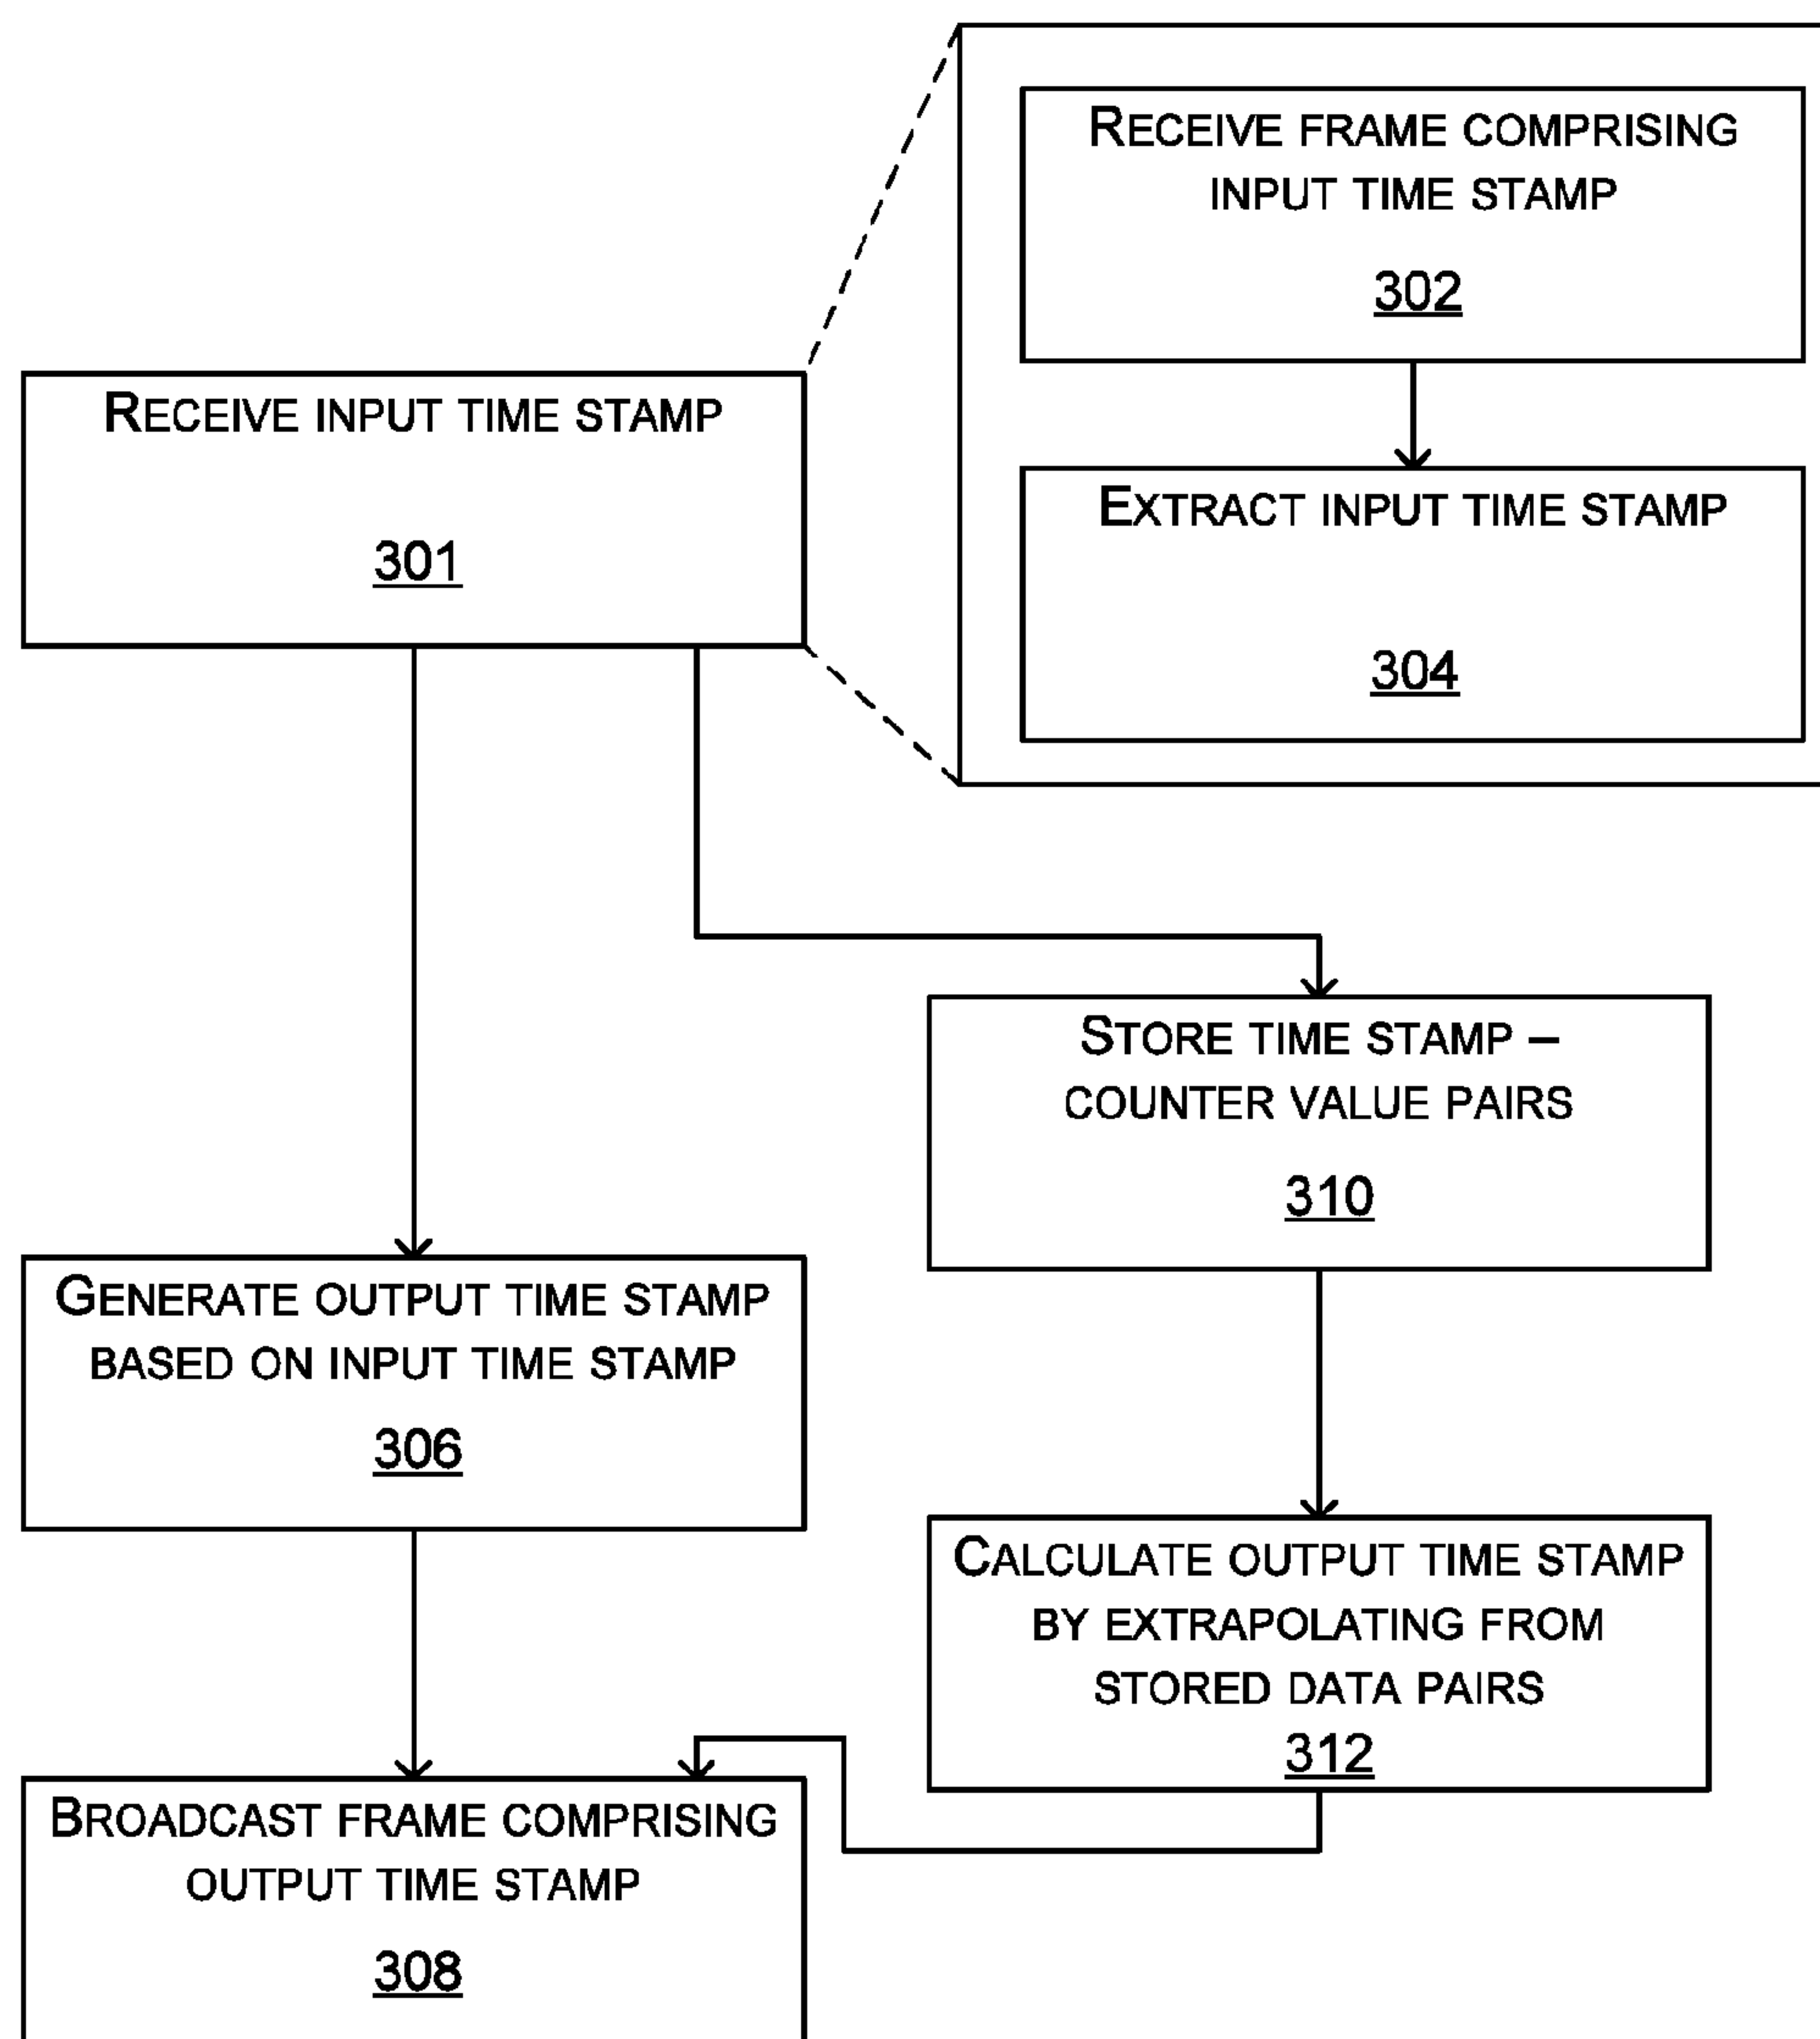 RECEIVE FRAME COMPRISING
INPUT TIME STAMP
302
RECEIVE INPUT TIME STAMP
301
EXTRACT INPUT TIME STAMP
304
STORE TIME STAMP –
COUNTER VALUE PAIRS
310
GENERATE OUTPUT TIME STAMP
BASED ON INPUT TIME STAMP
306
CALCULATE OUTPUT TIME STAMP
BY EXTRAPOLATING FROM
STORED DATA PAIRS
312
BROADCAST FRAME COMPRISING
OUTPUT TIME STAMP
308